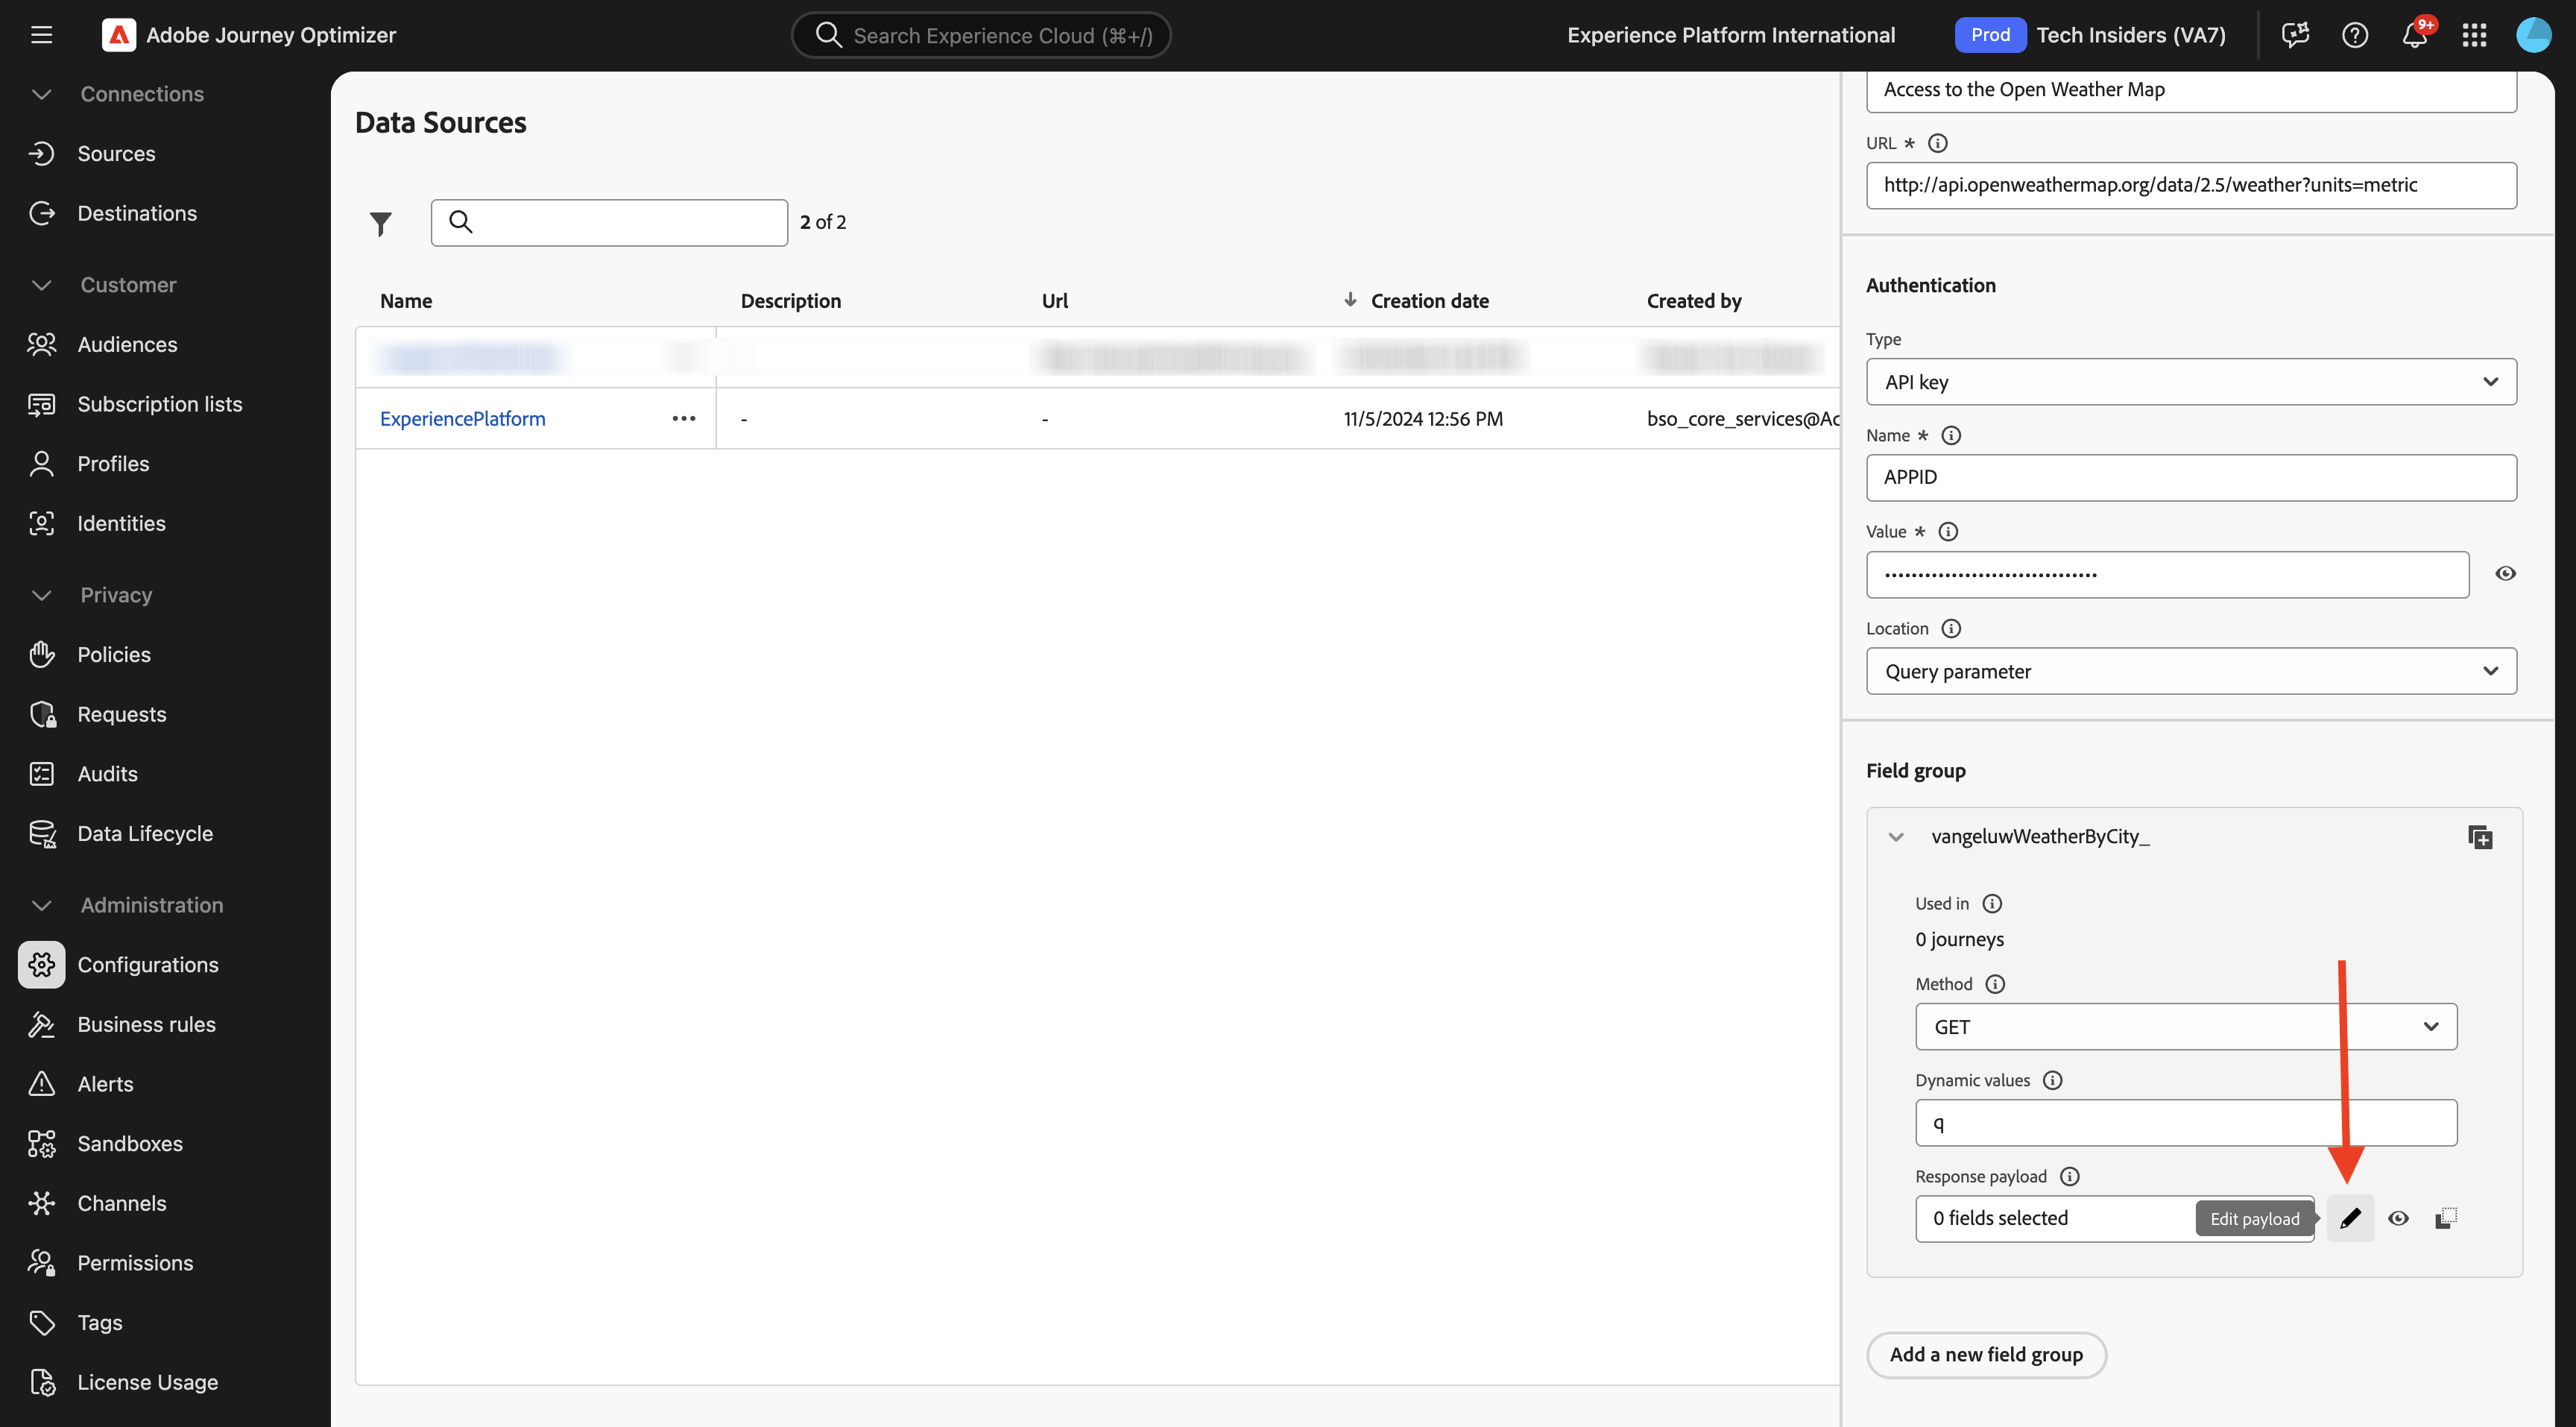 Adobe Journey Optimizer
Search Experience Cloud (⌘+/)
Experience Platform International
Prod
Tech Insiders (VA7)
9+
Connections
Sources
Destinations
Customer
Audiences
Subscription lists
Profiles
Identities
Privacy
Policies
Requests
Audits
Data Lifecycle
Administration
Configurations
Business rules
Alerts
Sandboxes
Channels
Permissions
Tags
License Usage
Data Sources
2 of 2
Name Description Url Creation date Created by
ExperiencePlatform - - 11/5/2024 12:56 PM bso_core_services@Ac
Access to the Open Weather Map
URL *
http://api.openweathermap.org/data/2.5/weather?units=metric
Authentication
Type
API key
Name *
APPID
Value *
Location
Query parameter
Field group
vangeluwWeatherByCity_
Used in
0 journeys
Method
GET
Dynamic values
q
Response payload
0 fields selected
Edit payload
Add a new field group